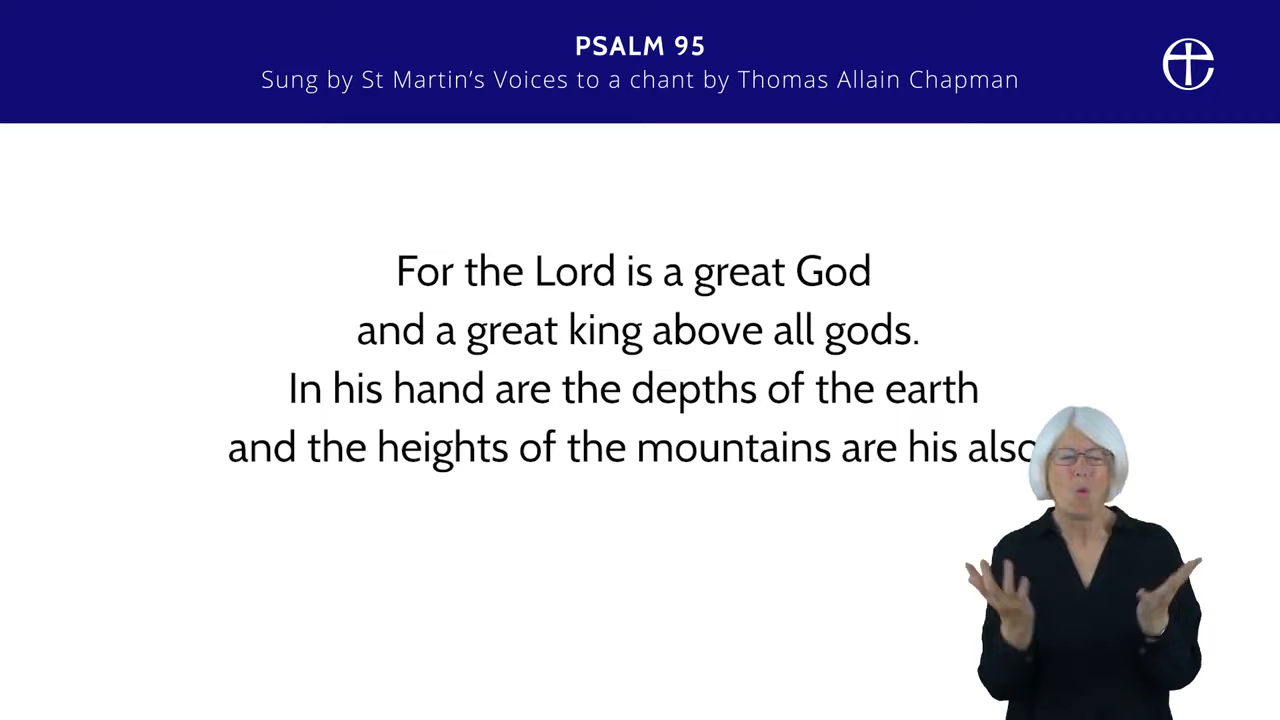 PSALM 95
Sung by St Martin's Voices to a chant by Thomas Allain Chapman
For the Lord is a great God
and a great king above all gods.
In his hand are the depths of the earth
and the heights of the mountains are his also